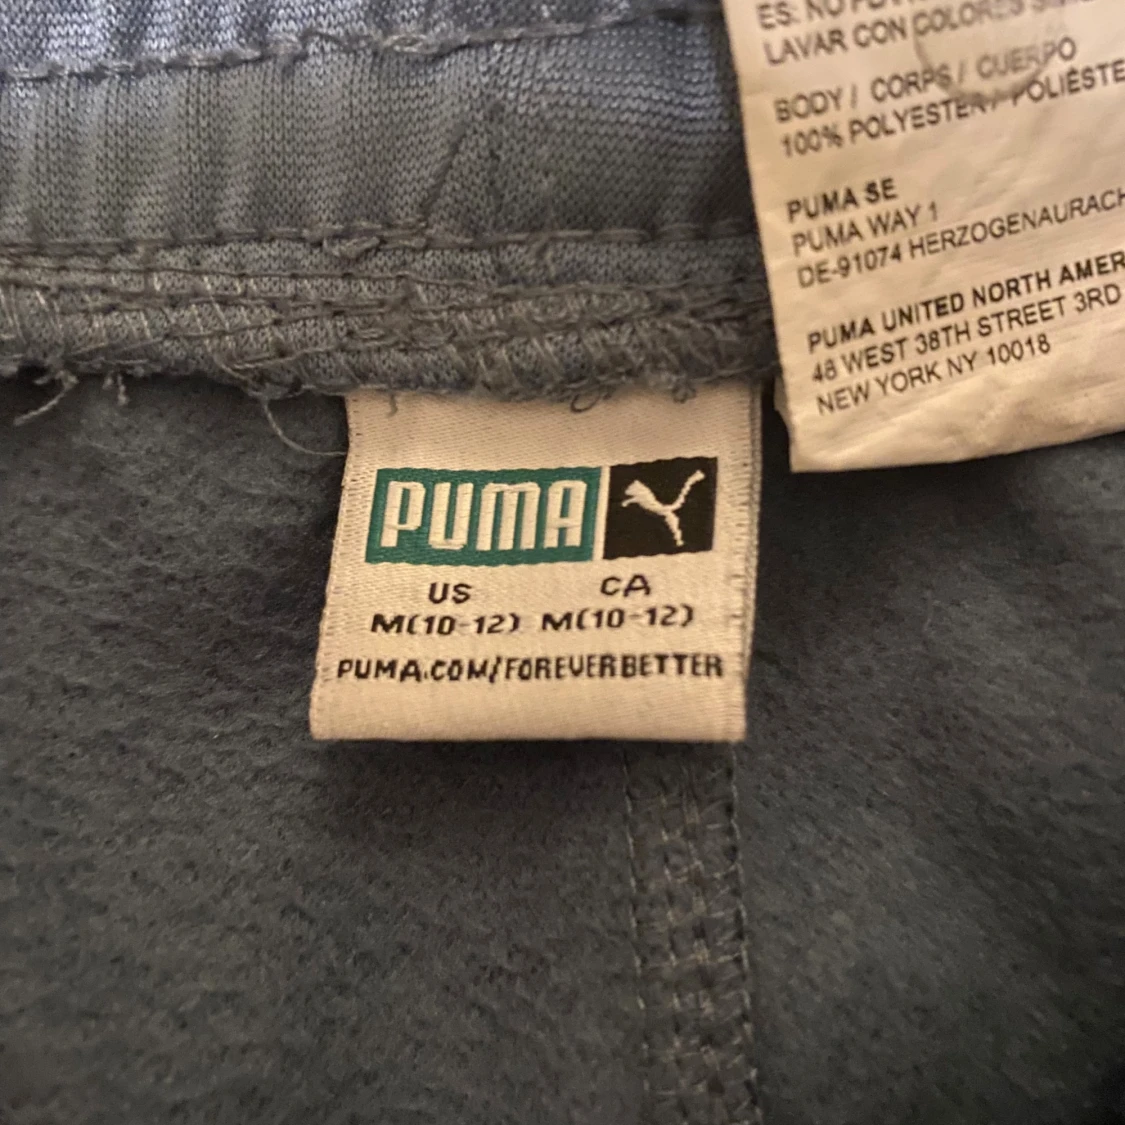 ES: NO
LAVAR CON COLORES
BODY / CORPS / CUERPO
100% POLYESTER / POLIÉSTE
PUMA SE
PUMA WAY 1
DE-91074 HERZOGENAURACH
PUMA UNITED NORTH AMER
48 WEST 38TH STREET 3RD
NEW YORK NY 10018
PUMA
US CA
M(10-12) M(10-12)
PUMA.COM/FOREVERBETTER